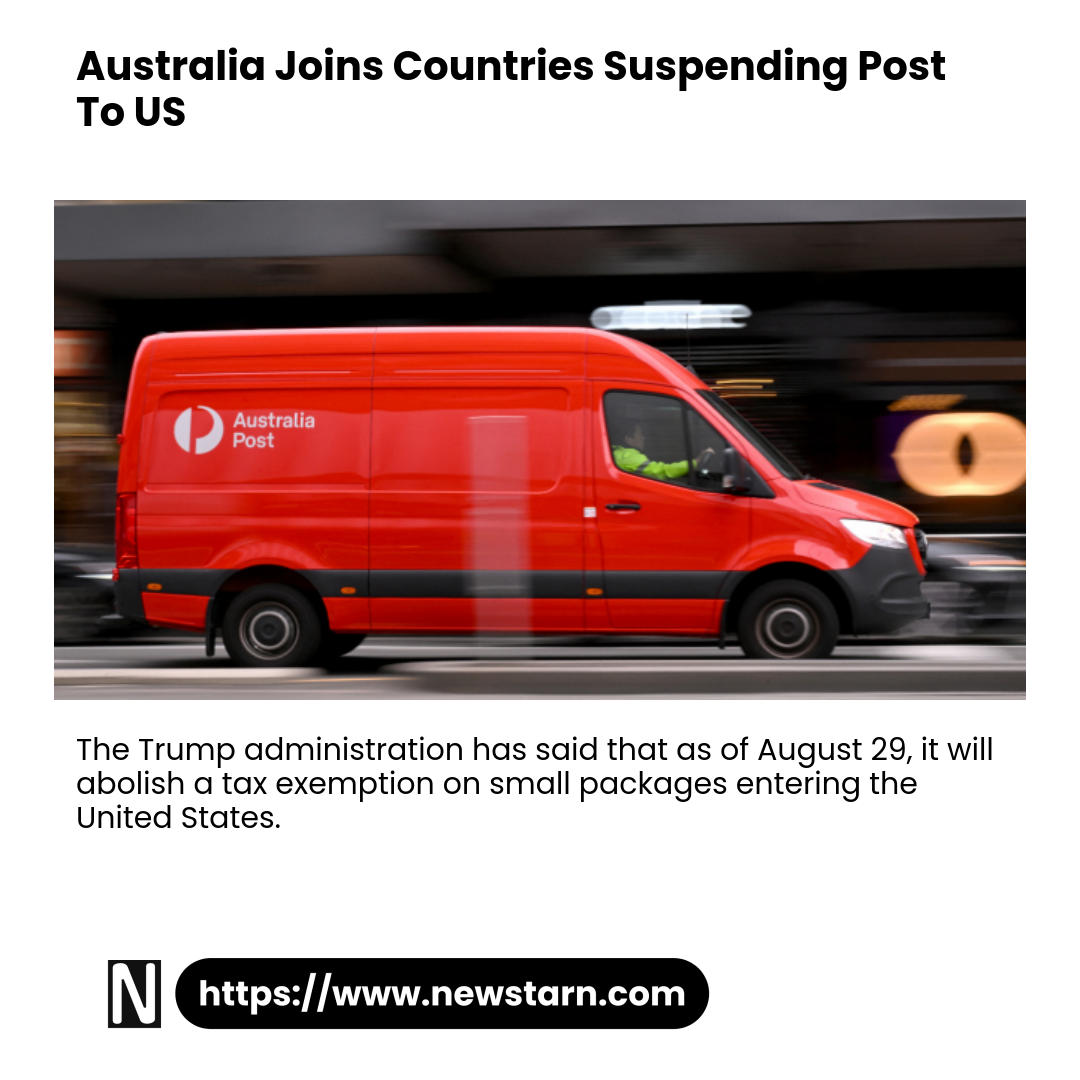 Australia Joins Countries Suspending Post
To US
Australia
Post
The Trump administration has said that as of August 29, it will
abolish a tax exemption on small packages entering the
United States.
N
https://www.newstarn.com